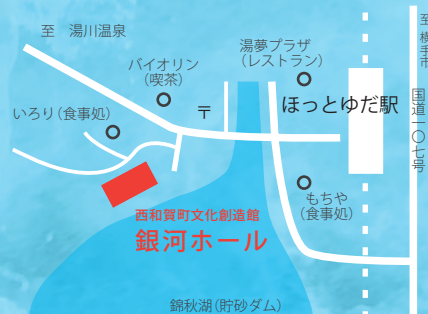 至　湯川温泉
バイオリン
（喫茶）
湯夢プラザ
（レストラン）
至 横手市
いろり（食事処）
〒
ほっとゆだ駅
国道一〇七号
もちや
（食事処）
西和賀町文化創造館
銀河ホール
錦秋湖（貯砂ダム）